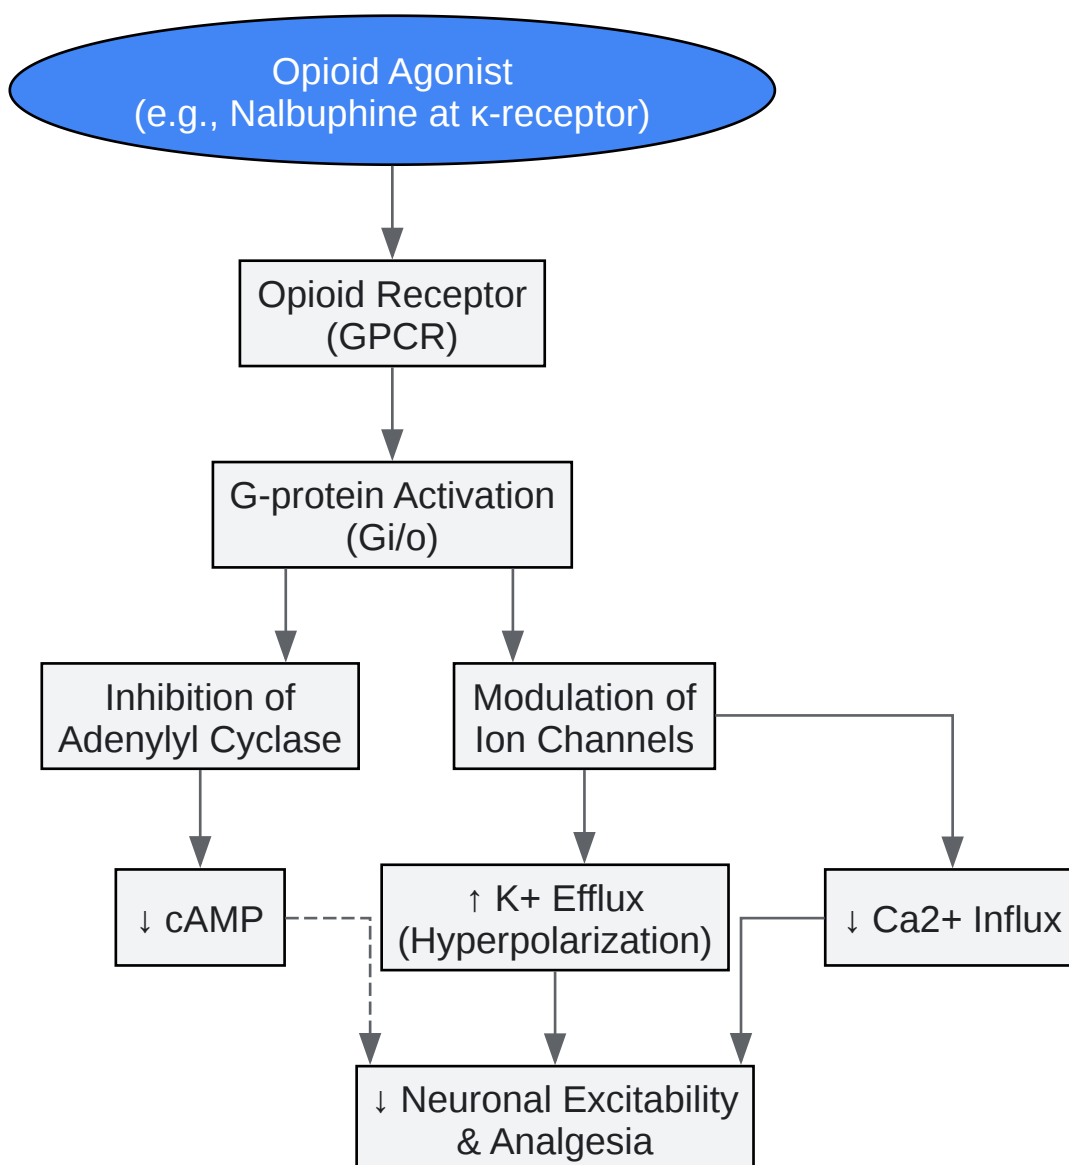 Opioid Agonist
(e.g., Nalbuphine at κ-receptor)
Opioid Receptor
(GPCR)
G-protein Activation
(Gi/o)
Inhibition of
Adenylyl Cyclase
Modulation of
Ion Channels
↓ cAMP
↑ K+ Efflux
(Hyperpolarization)
↓ Ca2+ Influx
↓ Neuronal Excitability
& Analgesia